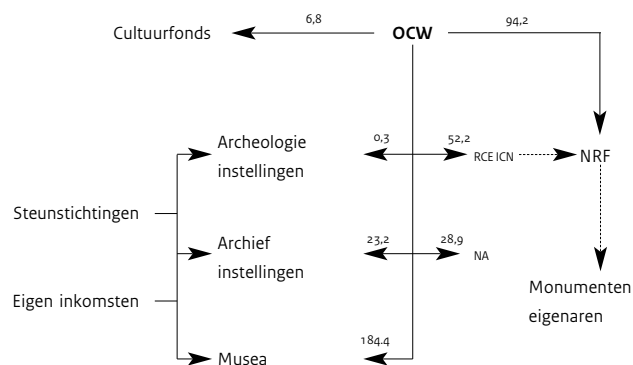 6,8
94,2
Cultuurfonds
OCW
Archeologie
instellingen
0,3
52,2
RCE ICN
NRF
Steunstichtingen
Archief
instellingen
23,2
28,9
NA
Eigen inkomsten
Monumenten
eigenaren
Musea
184.4